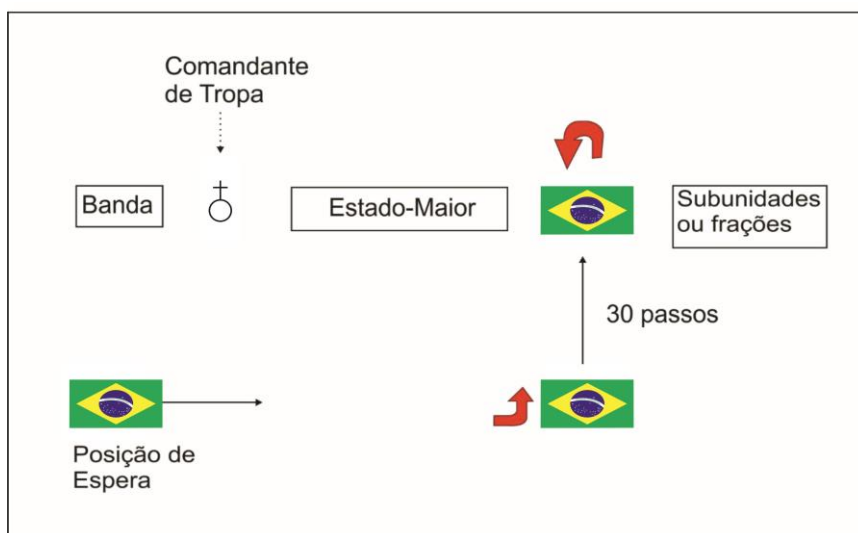 Comandante
de Tropa
Banda
Estado-Maior
Subunidades
ou frações
30 passos
Posição de
Espera